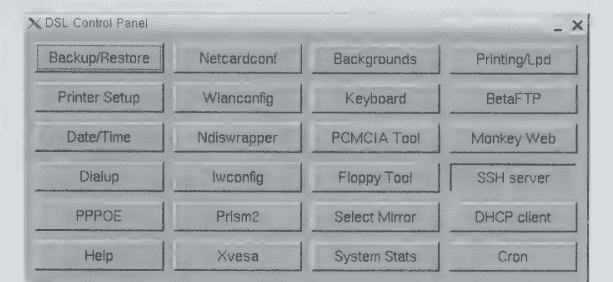 DSL Control Panel
Backup/Restore Netcardconf Backgrounds Printing/Lpd
Printer Setup Wlanconfig Keyboard BetaFTP
Date/Time Ndiswrapper PCMCIA Tool Monkey Web
Dialup Iwconfig Floppy Tool SSH server
PPPOE Prism2 Select Mirror DHCP client
Help Xvesa System Stats Cron